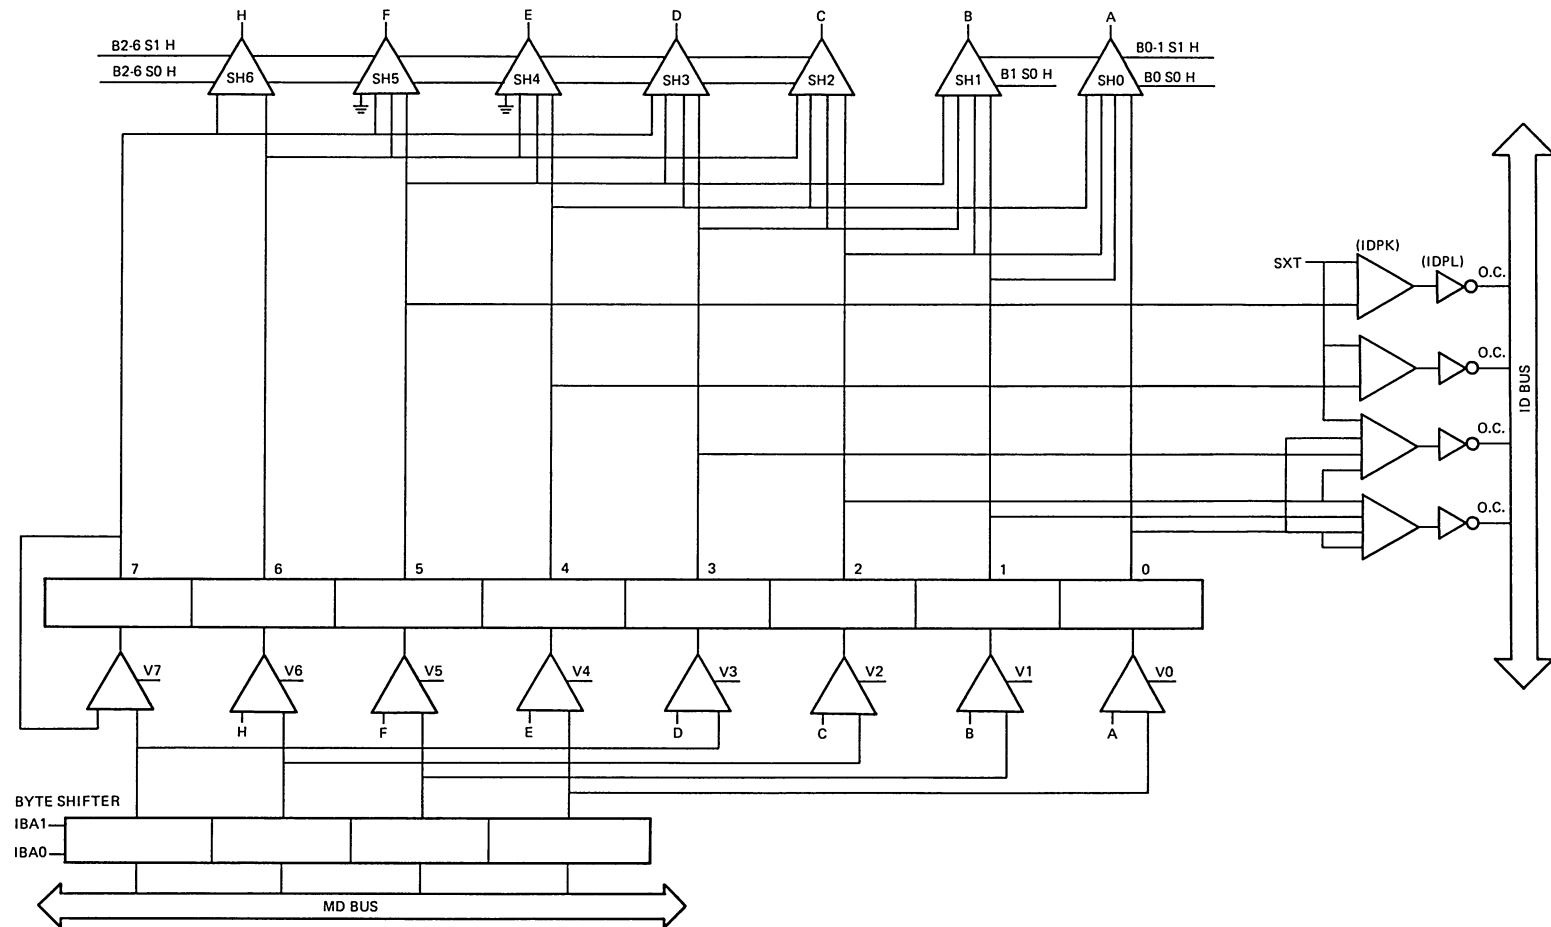 H F E D C B A
B2-6 S1 H
B0-1 S1 H
B2-6 S0 H
SH6 SH5 SH4 SH3 SH2 SH1 B1 S0 H SH0 B0 S0 H
(IDPK)
(IDPL)
SXT
O.C.
O.C.
ID BUS
O.C.
O.C.
7 6 5 4 3 2 1 0
V7 V6 V5 V4 V3 V2 V1 V0
H F E D C B A
BYTE SHIFTER
IBA1
IBA0
MD BUS